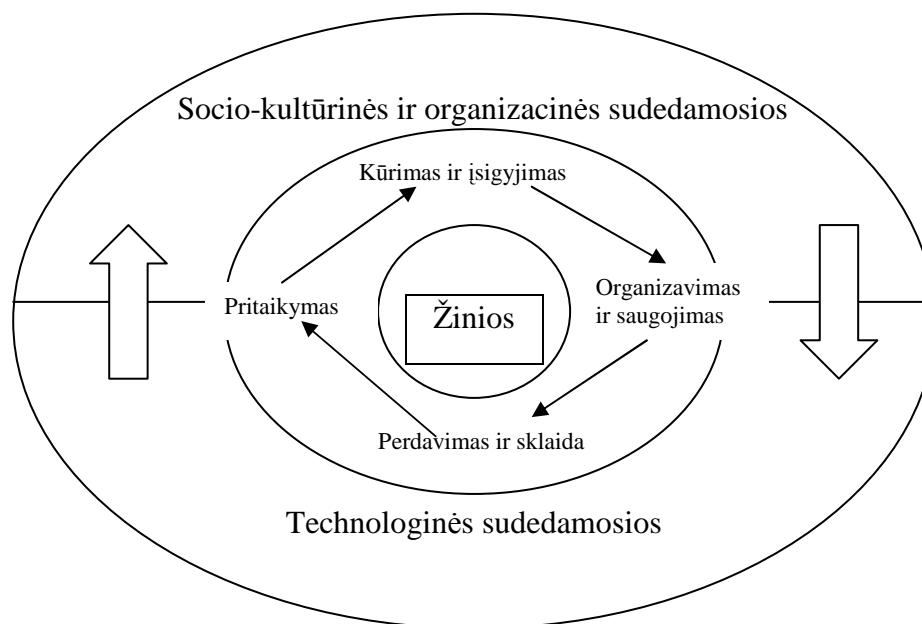 Socio-kultūrinės ir organizacinės sudedamosios
Kūrimas ir įsigyjimas
Organizavimas
ir saugojimas
Pritaikymas
Žinios
Perdavimas ir sklaida
Technologinės sudedamosios